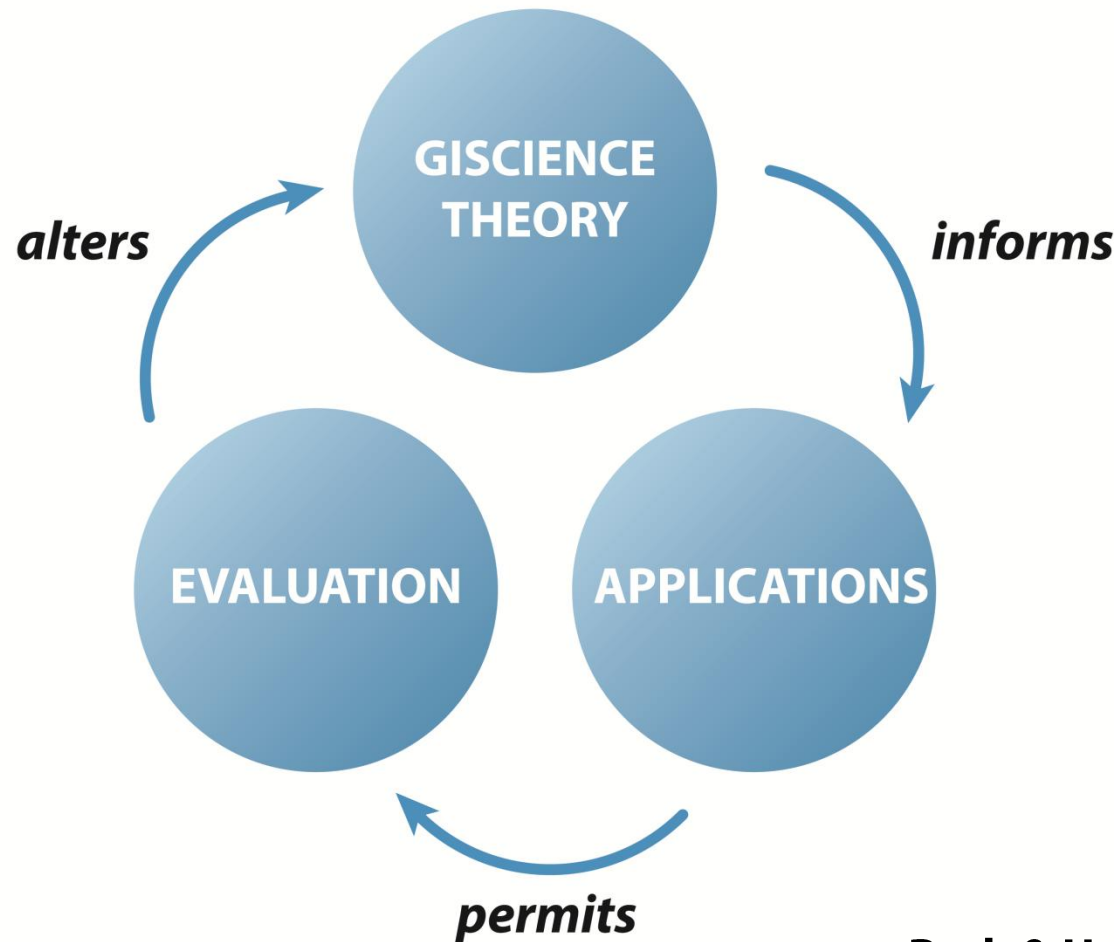 GISCIENCE
THEORY
alters
informs
EVALUATION
APPLICATIONS
permits